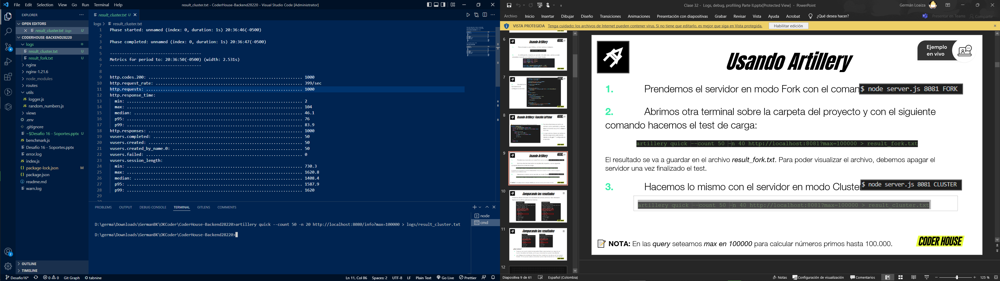 File Edit Selection View Go Run Terminal Help
result_cluster.txt - CoderHouse-Backend28220 - Visual Studio Code [Administrator]
EXPLORER
OPEN EDITORS
result_cluster.txt logs U
CODERHOUSE-BACKEND28220
logs
result_cluster.txt U
result_fork.txt U
nginx
nginx-1.21.6
node_modules
routes
utils
logger.js
random_numbers.js
views
.env
.gitignore
~$Desafio 16 - Soportes.pptx U
benchmark.js
Desafio 16 - Soportes.pptx
error.log
index.js
package-lock.json M
package.json
readme.md
warn.log
OUTLINE
TIMELINE
result_cluster.txt U
logs > result_cluster.txt
1 Phase started: unnamed (index: 0, duration: 1s) 20:36:46(-0500)
2
3 Phase completed: unnamed (index: 0, duration: 1s) 20:36:47(-0500)
4
5 --------------------------------------
6 Metrics for period to: 20:36:50(-0500) (width: 2.531s)
7 --------------------------------------
8
9 http.codes.200: ................................................................ 1000
10 http.request_rate: ............................................................. 399/sec
11 http.requests: ................................................................. 1000
12 http.response_time:
13 min: ......................................................................... 2
14 max: ......................................................................... 104
15 median: ...................................................................... 46.1
16 p95: ......................................................................... 76
17 p99: ......................................................................... 83.9
18 http.responses: ................................................................ 1000
19 vusers.completed: .............................................................. 50
20 vusers.created: ................................................................ 50
21 vusers.created_by_name.0: ...................................................... 50
22 vusers.failed: ................................................................. 0
23 vusers.session_length:
24 min: ......................................................................... 730.3
25 max: ......................................................................... 1620.8
26 median: ...................................................................... 1408.4
27 p95: ......................................................................... 1587.9
28 p99: ......................................................................... 1620
29
PROBLEMS OUTPUT DEBUG CONSOLE TERMINAL GITLENS COMMENTS
node
cmd
D:\germa\Downloads\GermanBK\OKCoder\CoderHouse-Backend28220>artillery quick --count 50 -n 20 http://localhost:8080/info?max=100000 > logs/result_cluster.txt
D:\germa\Downloads\GermanBK\OKCoder\CoderHouse-Backend28220>
Desafio16* 0 0 Git Graph tabnine
Ln 11, Col 86 Spaces: 2 UTF-8 LF Plain Text Go Live Prettier
Clase 32 - Logs, debug, profiling Parte II.pptx[Protected View] - PowerPoint
Germán Loaiza
Archivo Inicio Insertar Dibujar Diseño Transiciones Animaciones Presentación con diapositivas Grabar Revisar Vista Ayuda Acrobat ¿Qué desea hacer?
Presentar en Teams Compartir
VISTA PROTEGIDA Tenga cuidado: los archivos de Internet pueden contener virus. Si no tiene que editarlo, es mejor que siga en Vista protegida. Habilitar edición
6
Usando Artillery
7
8
Usando Artillery: Función isPrime
9
Usando Artillery
10
Comparando los resultados
11
Comparando los resultados
12
Ejemplo
en vivo
Usando Artillery
1. Prendemos el servidor en modo Fork con el coman
$ node server.js 8081 FORK
2. Abrimos otra terminal sobre la carpeta del proyecto y con el siguiente
comando hacemos el test de carga:
artillery quick --count 50 -n 40 http://localhost:8081?max=100000 > result_fork.txt
El resultado se va a guardar en el archivo result_fork.txt. Para poder visualizar el archivo, debemos apagar el
servidor una vez finalizado el test.
3. Hacemos lo mismo con el servidor en modo Cluster
$ node server.js 8081 CLUSTER
artillery quick --count 50 -n 40 http://localhost:8081?max=100000 > result_cluster.txt
NOTA: En las query seteamos max en 100000 para calcular números primos hasta 100.000.
CODER HOUSE
Diapositiva 9 de 61 Español (Colombia)
Notas Configuración de visualización Comentarios 125 %